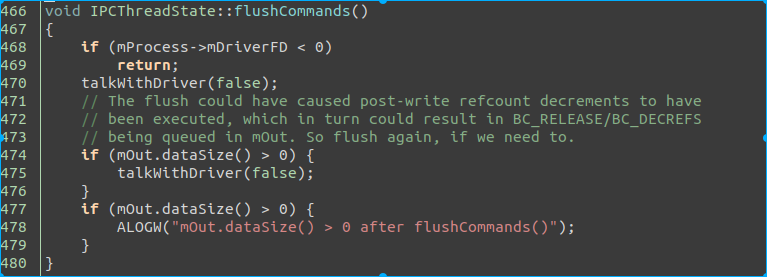 466 void IPCThreadState::flushCommands()
467 {
468     if (mProcess->mDriverFD < 0)
469         return;
470     talkWithDriver(false);
471     // The flush could have caused post-write refcount decrements to have
472     // been executed, which in turn could result in BC_RELEASE/BC_DECREFS
473     // being queued in mOut. So flush again, if we need to.
474     if (mOut.dataSize() > 0) {
475         talkWithDriver(false);
476     }
477     if (mOut.dataSize() > 0) {
478         ALOGW("mOut.dataSize() > 0 after flushCommands()");
479     }
480 }